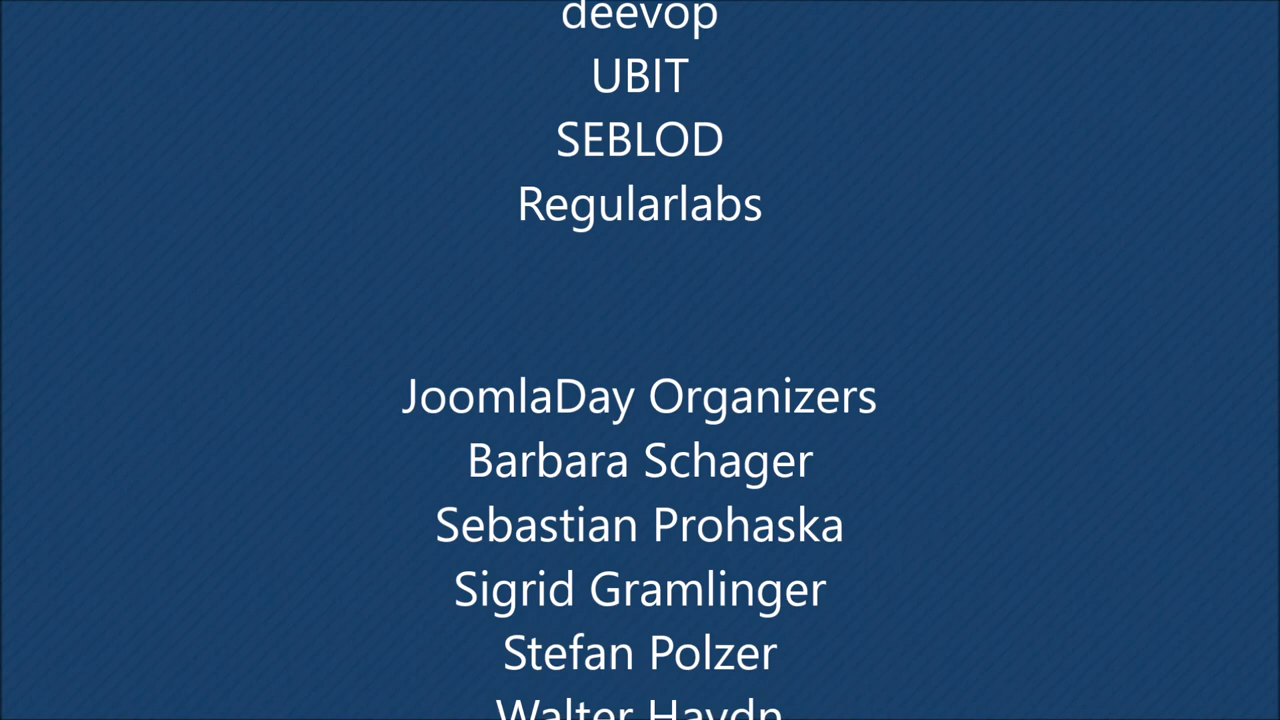 deevop
UBIT
SEBLOD
Regularlabs
JoomlaDay Organizers
Barbara Schager
Sebastian Prohaska
Sigrid Gramlinger
Stefan Polzer
Walter Haydn